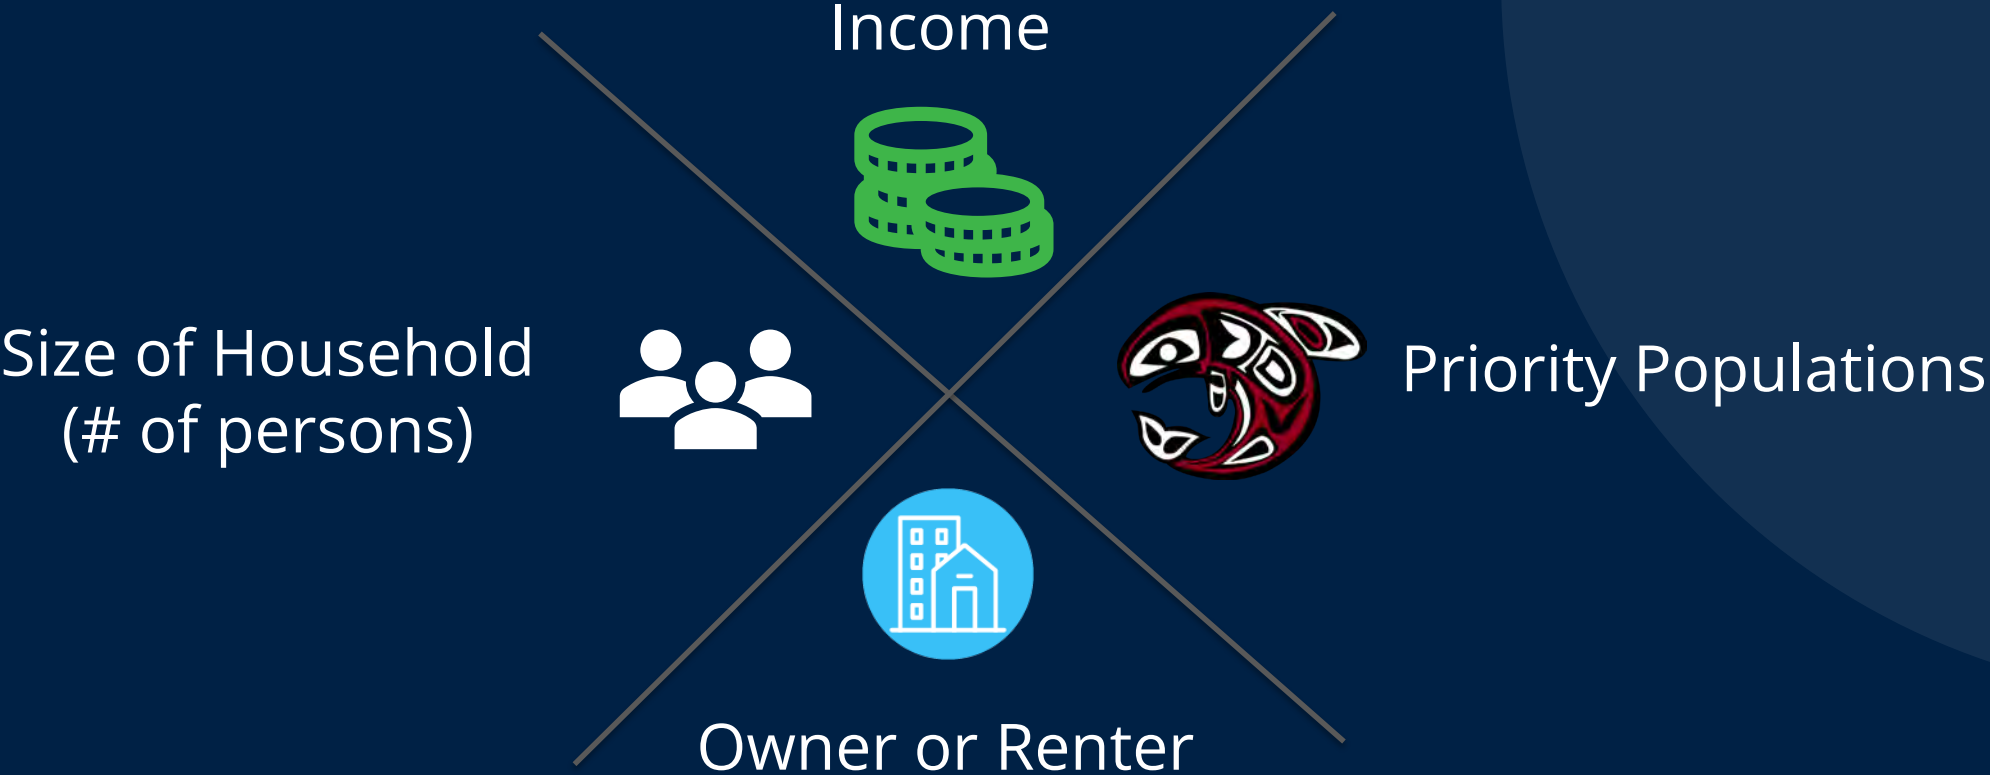 Income
Size of Household
(# of persons)
Priority Populations
Owner or Renter